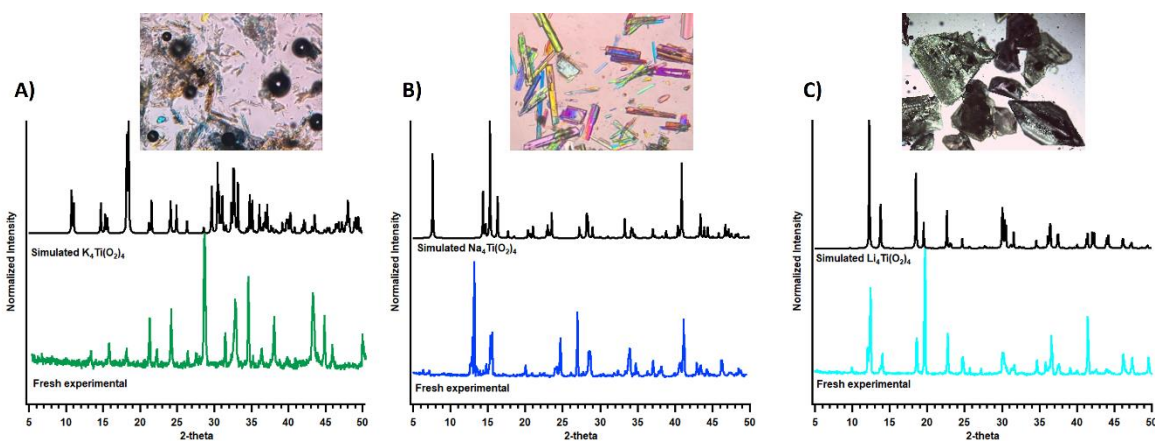 A)
Normalized Intensity
Simulated K₄Ti(O₂)₄
Fresh experimental
5 10 15 20 25 30 35 40 45 50
2-theta
B)
Normalized Intensity
Simulated Na₄Ti(O₂)₄
Fresh experimental
5 10 15 20 25 30 35 40 45 50
2-theta
C)
Normalized Intensity
Simulated Li₄Ti(O₂)₄
Fresh experimental
5 10 15 20 25 30 35 40 45 50
2-theta